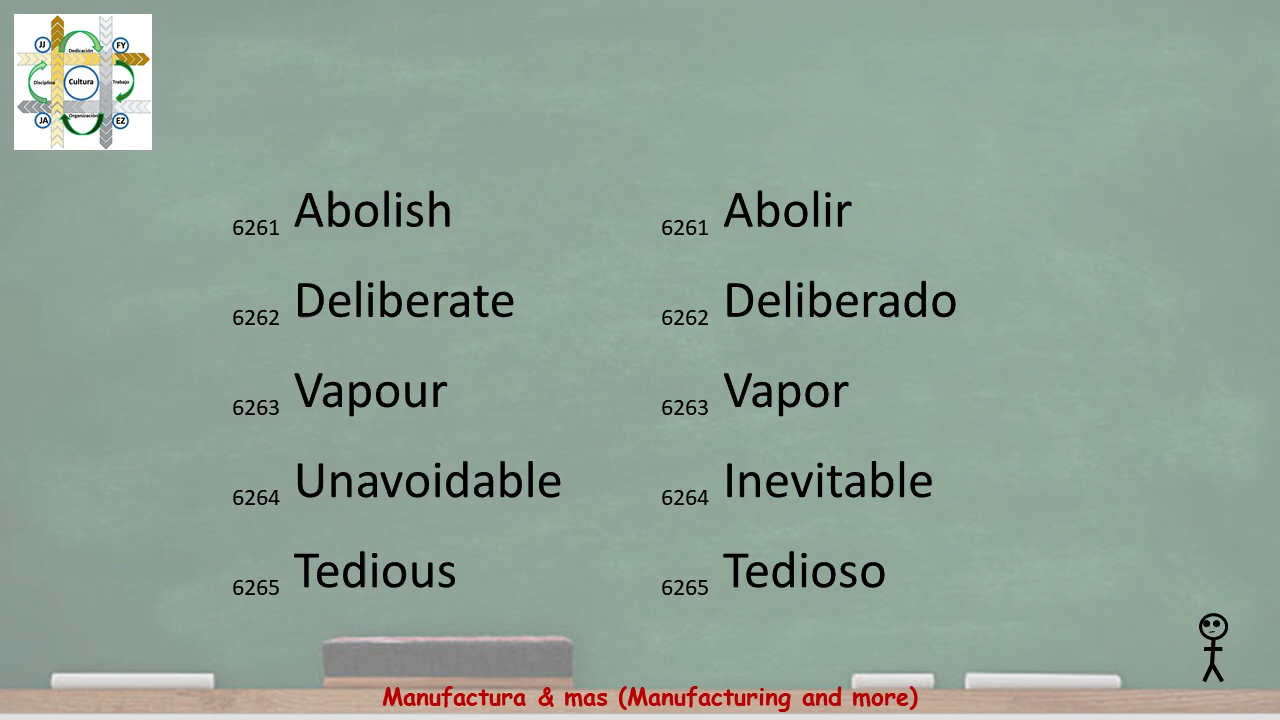 JJ
FY
Dedicación
Disciplina
Cultura
Trabajo
Organización
JA
EZ
6261 Abolish 6261 Abolir
6262 Deliberate 6262 Deliberado
6263 Vapour 6263 Vapor
6264 Unavoidable 6264 Inevitable
6265 Tedious 6265 Tedioso
Manufactura & mas (Manufacturing and more)